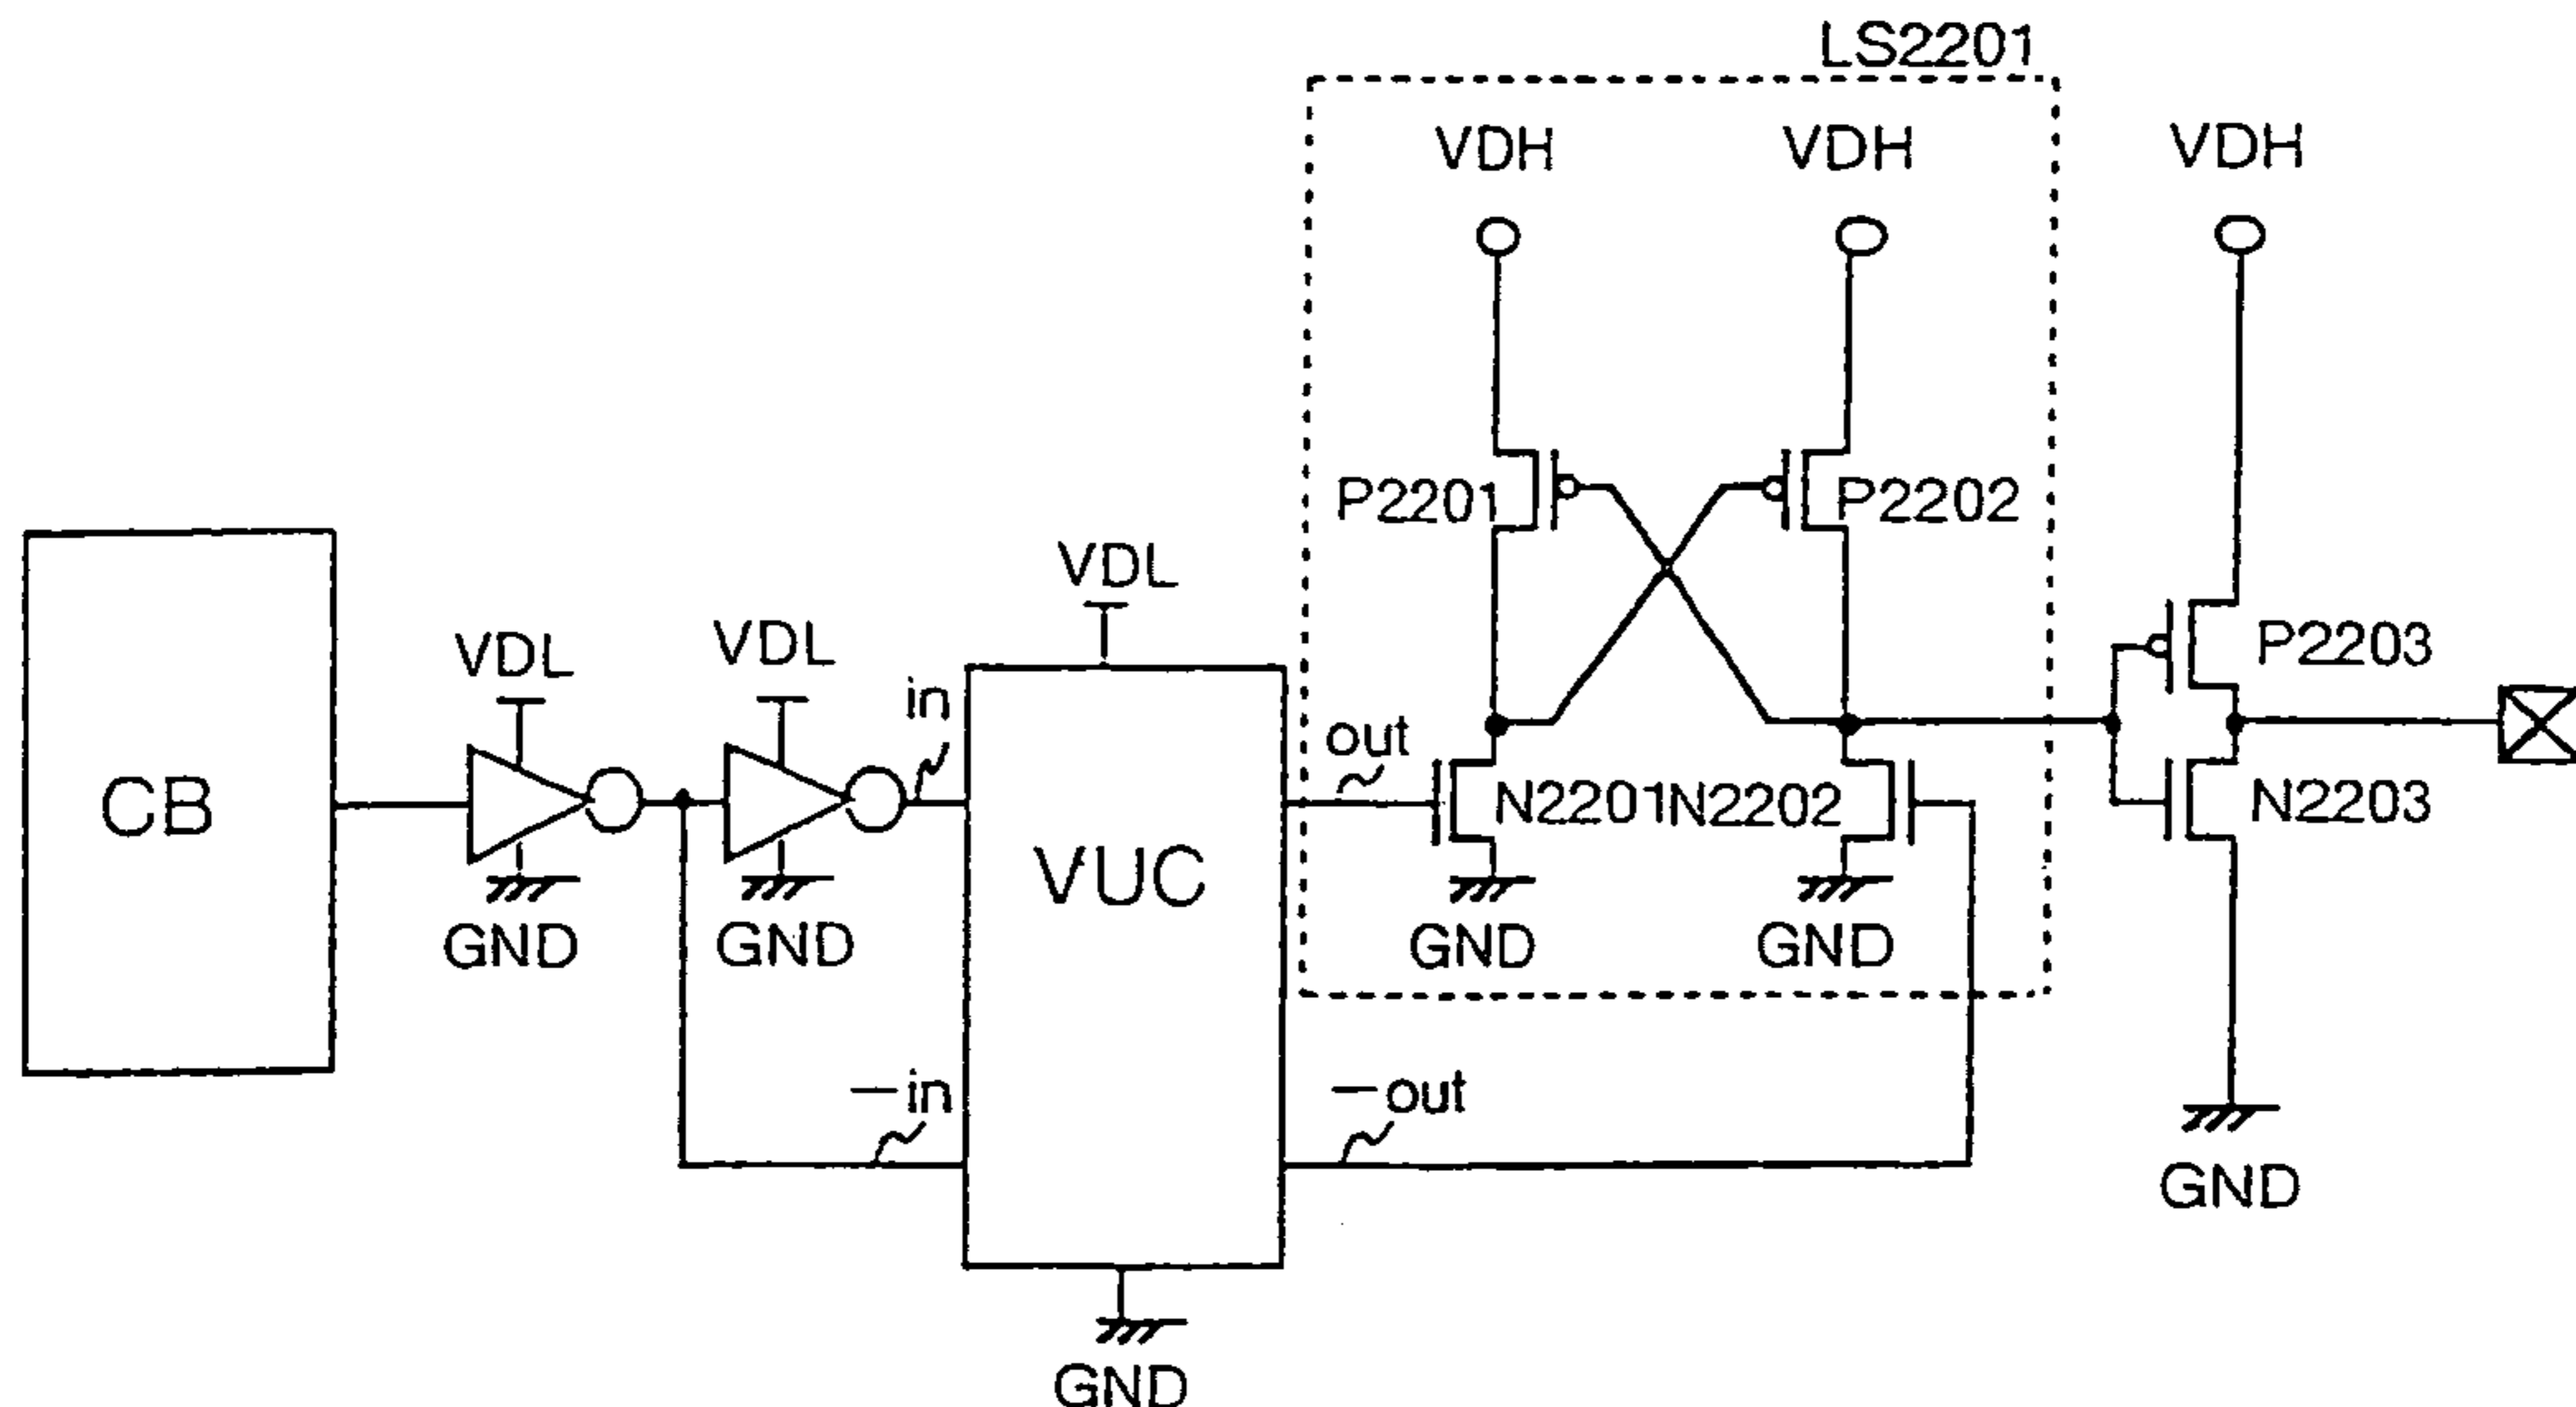 LS2201
VDH VDH VDH
P2201 P2202
VDL
VDL VDL
P2203
in
out
CB
N2201 N2202 N2203
VUC
GND GND GND GND
—in —out
GND
GND